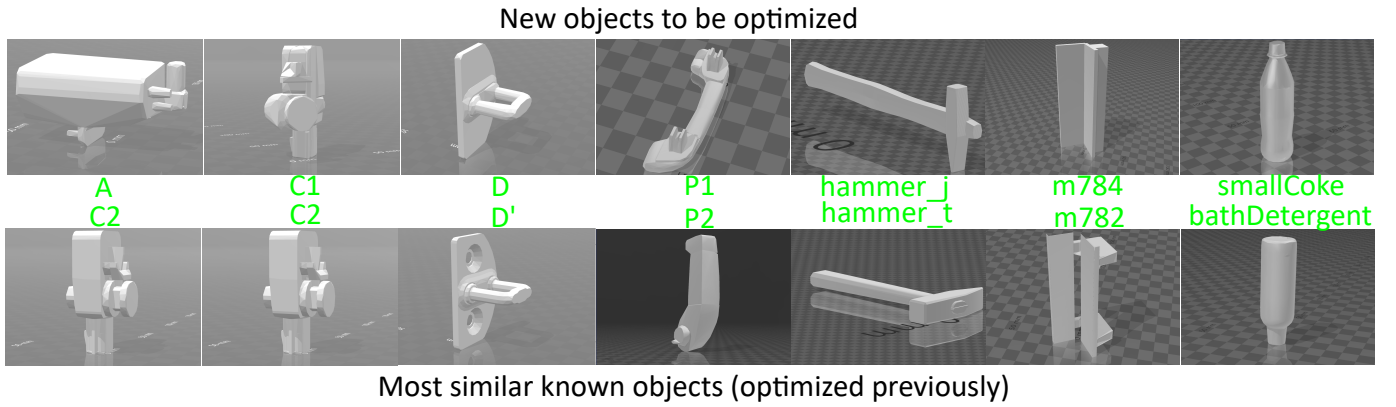 New objects to be optimized
A C1 D P1 hammer_j m784 smallCoke
C2 C2 D' P2 hammer_t m782 bathDetergent
Most similar known objects (optimized previously)